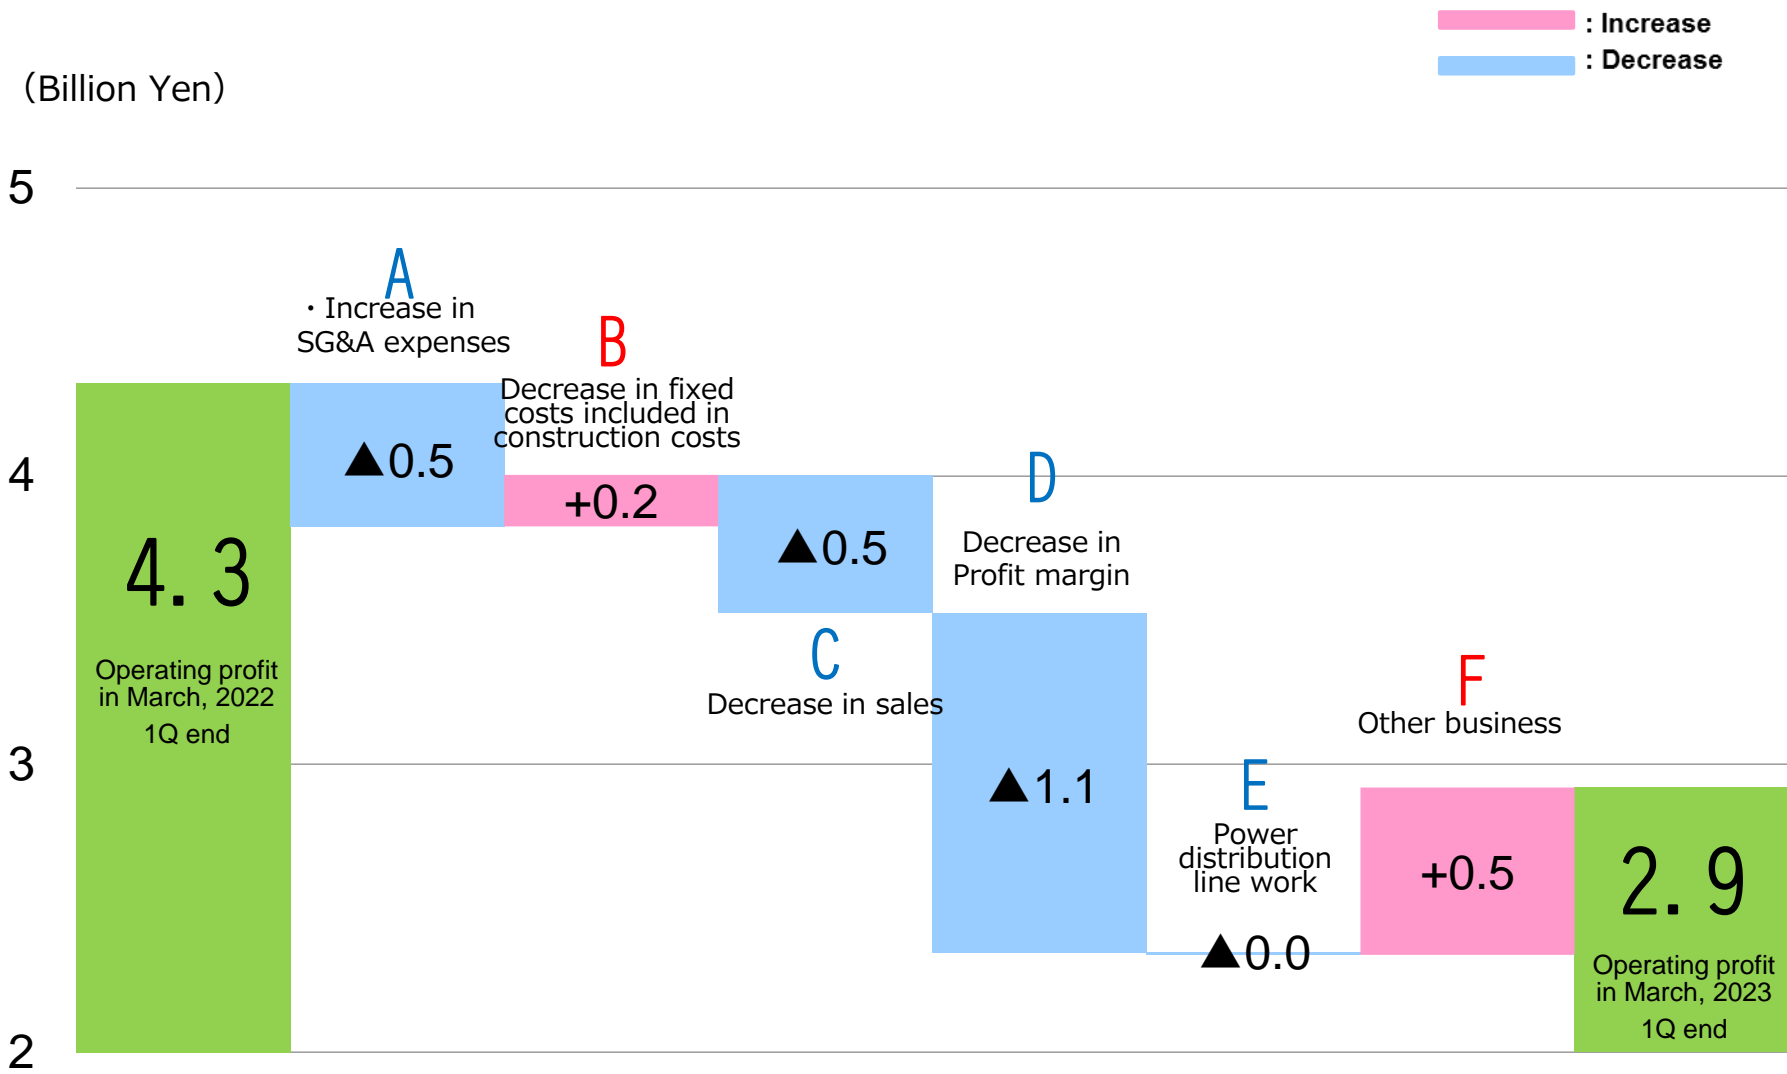 : Increase
: Decrease
(Billion Yen)
5
A
・Increase in
SG&A expenses
B
Decrease in fixed
costs included in
construction costs
▲0.5
4
+0.2
▲0.5
D
Decrease in
Profit margin
4.3
Operating profit
in March, 2022
1Q end
C
Decrease in sales
F
Other business
3
▲1.1
E
Power
distribution
line work
▲0.0
+0.5
2.9
Operating profit
in March, 2023
1Q end
2